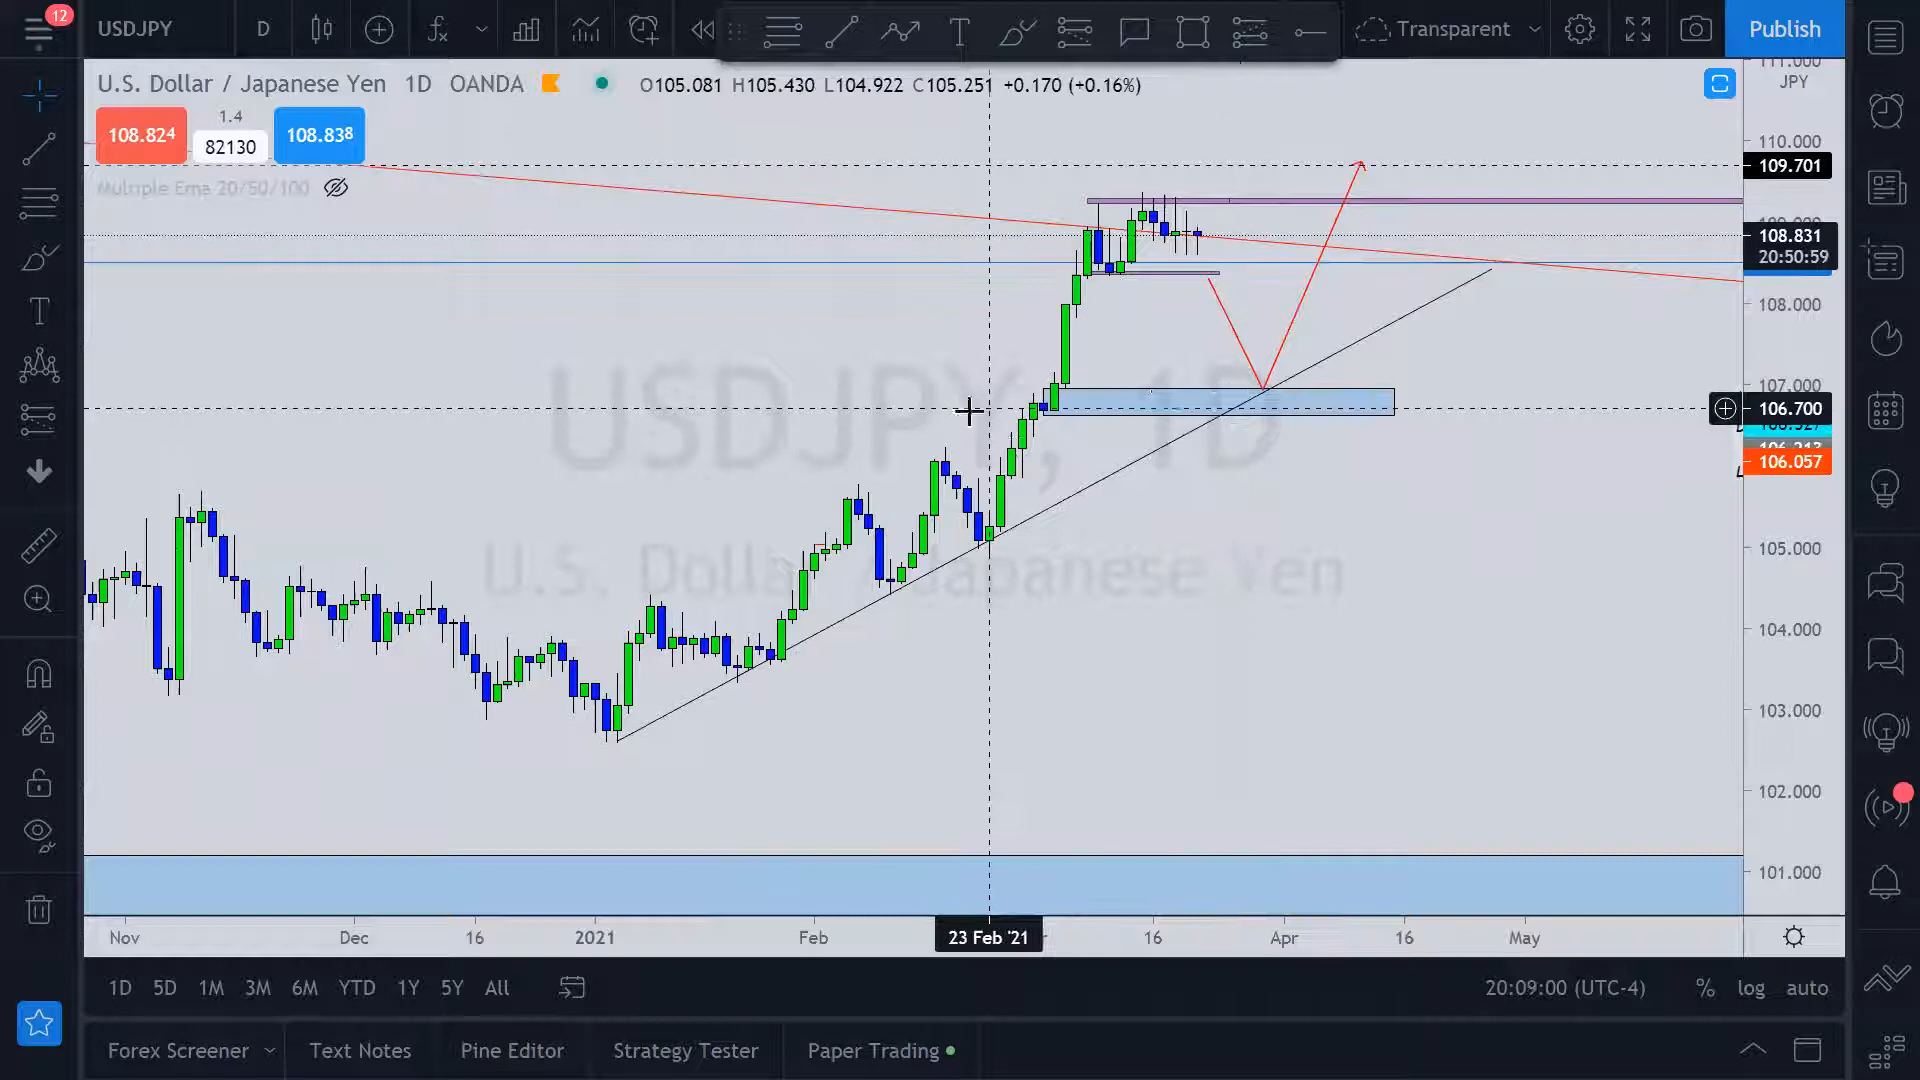 12
USDJPY
D
Transparent
Publish
U.S. Dollar / Japanese Yen 1D OANDA
O105.081 H105.430 L104.922 C105.251 +0.170 (+0.16%)
JPY
108.824
1.4
82130
108.838
Multiple Ema 20/50/100
111.000
110.000
109.701
109.000
108.831
20:50:59
108.000
107.000
106.700
106.057
105.000
104.000
103.000
102.000
101.000
USDJPY, 1D
U.S. Dollar / Japanese Yen
Nov
Dec
16
2021
Feb
23 Feb '21
16
Apr
16
May
1D 5D 1M 3M 6M YTD 1Y 5Y All
20:09:00 (UTC-4)
% log auto
Forex Screener
Text Notes
Pine Editor
Strategy Tester
Paper Trading